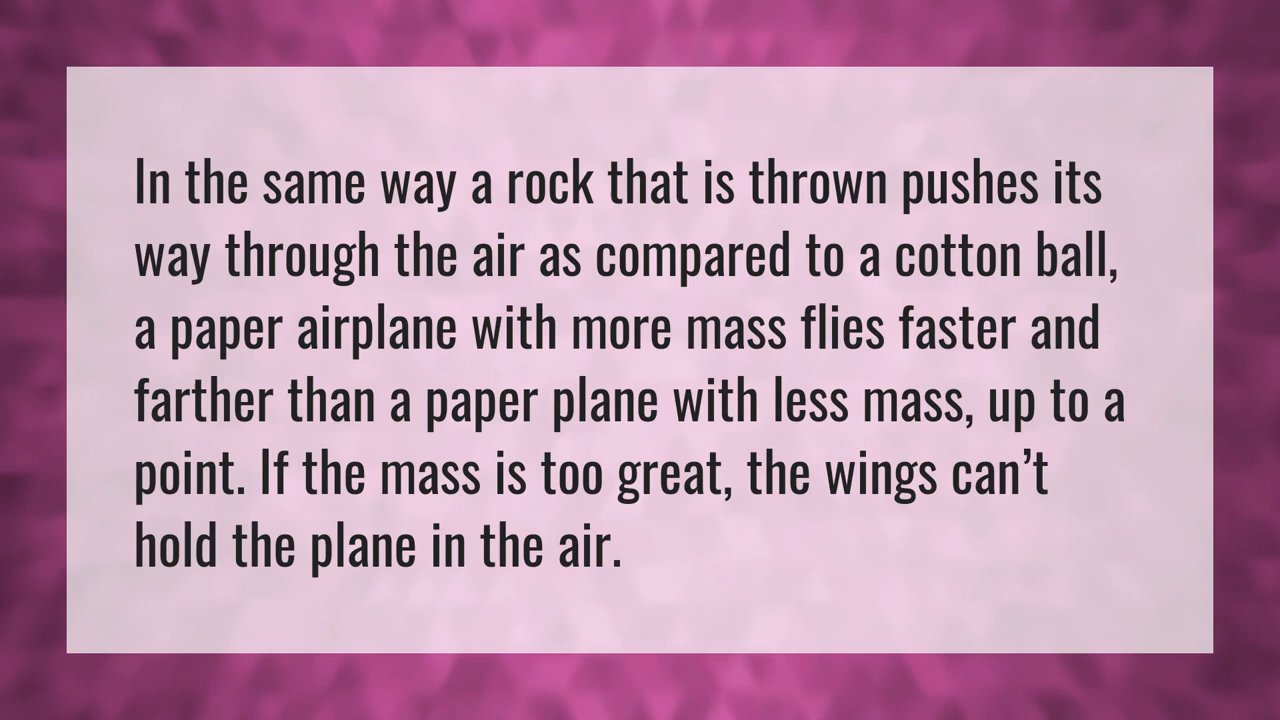 In the same way a rock that is thrown pushes its
way through the air as compared to a cotton ball,
a paper airplane with more mass flies faster and
farther than a paper plane with less mass, up to a
point. If the mass is too great, the wings can’t
hold the plane in the air.